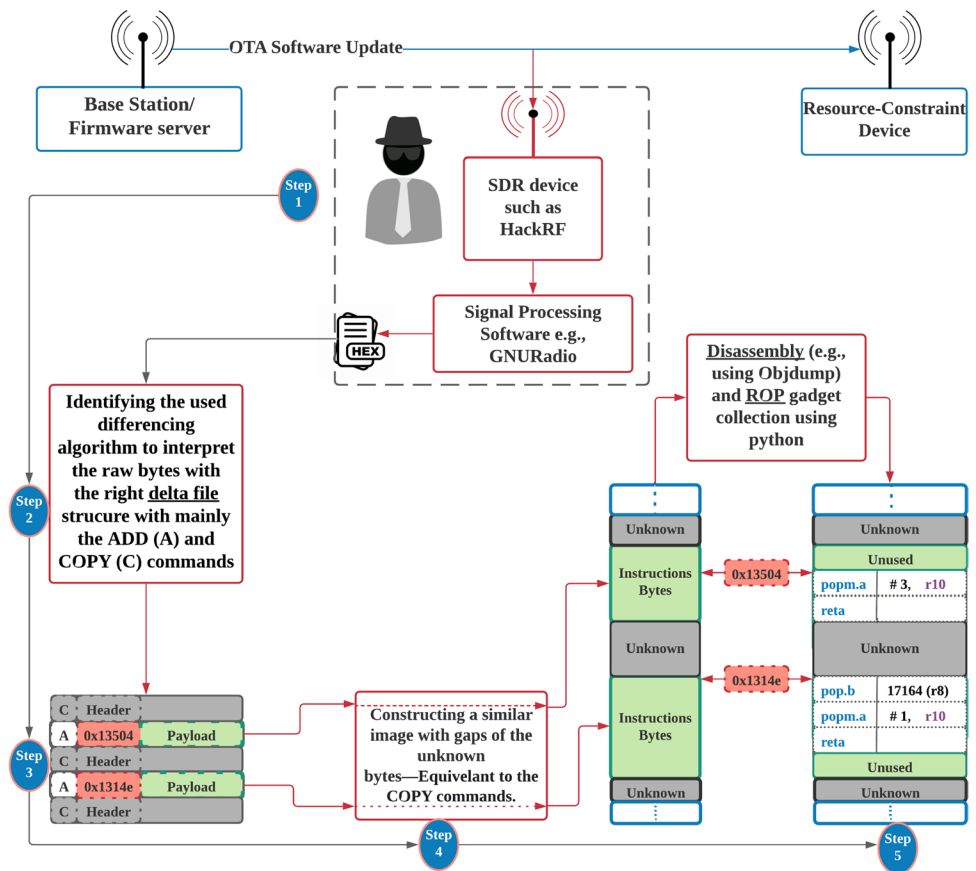 OTA Software Update
Base Station/
Firmware server
Resource-Constraint
Device
Step
1
SDR device
such as
HackRF
Signal Processing
Software e.g.,
GNURadio
HEX
Identifying the used
differencing
algorithm to interpret
the raw bytes with
the right delta file
strucure with mainly
the ADD (A) and
COPY (C) commands
Step
2
Disassembly (e.g.,
using Objdump)
and ROP gadget
collection using
python
Step
3
C Header
A 0x13504 Payload
C Header
A 0x1314e Payload
C Header
Constructing a similar
image with gaps of the
unknown
bytes—Equivelant to the
COPY commands.
Step
4
Unknown
Instructions
Bytes
Unknown
Instructions
Bytes
Unknown
0x13504
0x1314e
Unknown
Unused
popm.a # 3, r10
reta
Unknown
pop.b 17164 (r8)
popm.a # 1, r10
reta
Unused
Unknown
Step
5